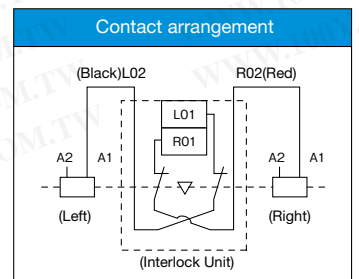 Contact arrangement
(Black)L02 R02(Red)
L01
R01
A2 A1 A2 A1
(Left) (Right)
(Interlock Unit)